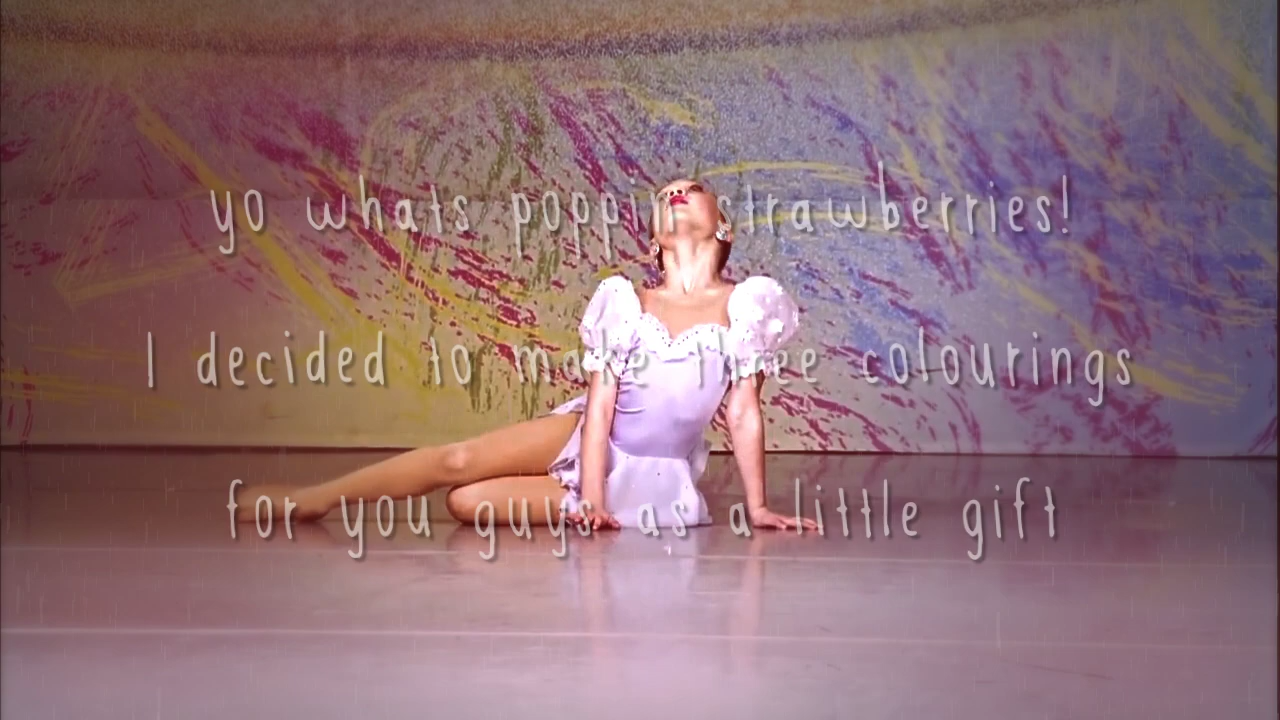 yo whats poppin strawberries!
I decided to make three colourings
for you guys as a little gift